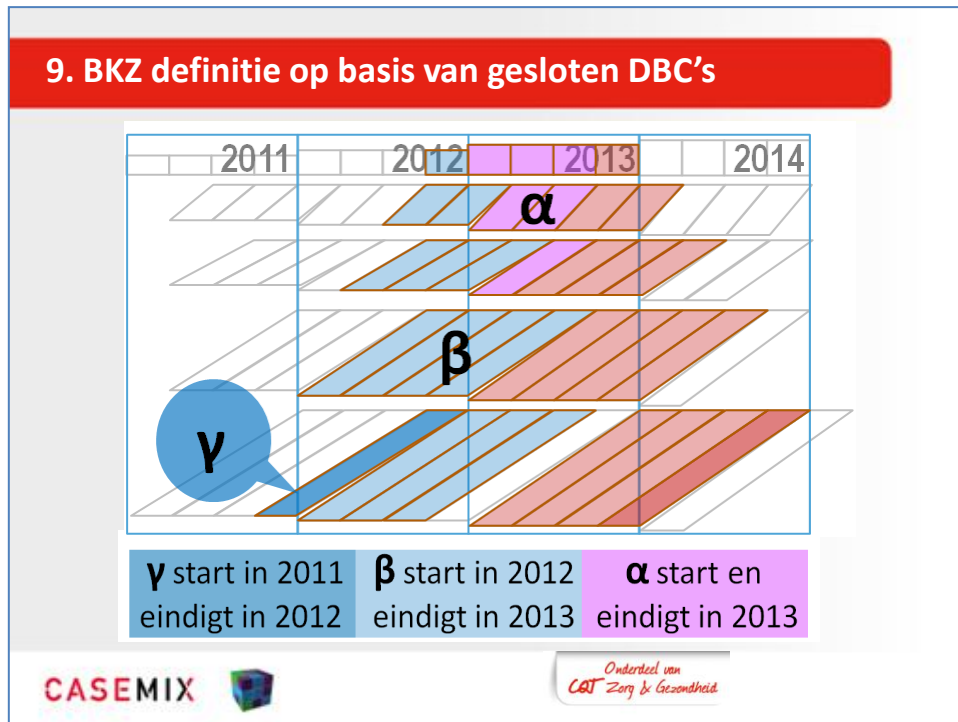 9. BKZ definitie op basis van gesloten DBC's
2011 2012 2013 2014
α
β
γ
γ start in 2011
eindigt in 2012
β start in 2012
eindigt in 2013
α start en
eindigt in 2013
CASEMIX
Onderdeel van
CQT Zorg & Gezondheid